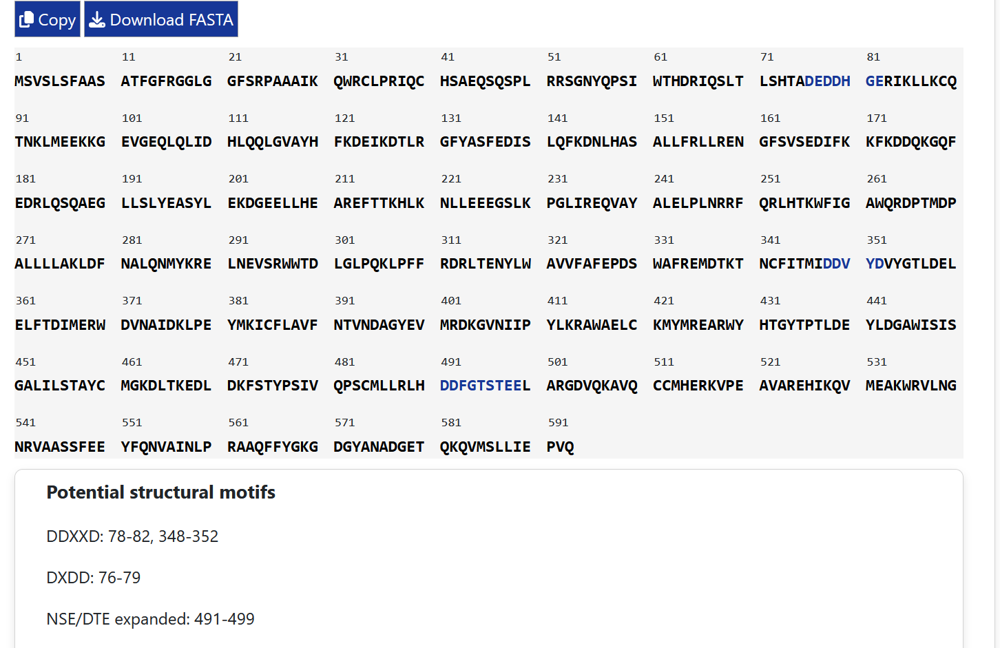 Copy Download FASTA
1 11 21 31 41 51 61 71 81
MSVSLSFAAS ATFGFRGGLG GFSRPAAAIK QWRCLPRIQC HSAEQSQSPL RRSGNYQPSI WTHDRIQSLT LSHTADEDDH GERIKLLKCQ
91 101 111 121 131 141 151 161 171
TNKLMEEKKG EVGEQLQLID HLQQLGVAYH FKDEIKDTLR GFYASFEDIS LQFKDNLHAS ALLFRLLREN GFSVSEDIFK KFKDDQKGQF
181 191 201 211 221 231 241 251 261
EDRLQSQAEG LLSLYEASYL EKDGEELLHE AREFTTKHLK NLLEEEGSLK PGLIREQVAY ALELPLNRRF QRLHTKWFIG AWQRDPTMDP
271 281 291 301 311 321 331 341 351
ALLLLAKLDF NALQNMYKRE LNEVSRWWTD LGLPQKLPFF RDRLTENYLW AVVFAFEPDS WAFREMDTKT NCFITMIDDV YDVYGTLDEL
361 371 381 391 401 411 421 431 441
ELFTDIMERW DVNAIDKLPE YMKICFLAVF NTVNDAGYEV MRDKGVNIIP YLKRAWAELC KMYMREARWY HTGYTPTLDE YLDGAWISIS
451 461 471 481 491 501 511 521 531
GALILSTAYC MGKDLTKEDL DKFSTYPSIV QPSCMLLRLH DDFGTSTEEL ARGDVQKAVQ CCMHERKVPE AVAREHIKQV MEAKWRVLNG
541 551 561 571 581 591
NRVAASSFEE YFQNVAINLP RAAQFFYGKG DGYANADGET QKQVMSLLIE PVQ
Potential structural motifs
DDXXD: 78-82, 348-352
DXDD: 76-79
NSE/DTE expanded: 491-499